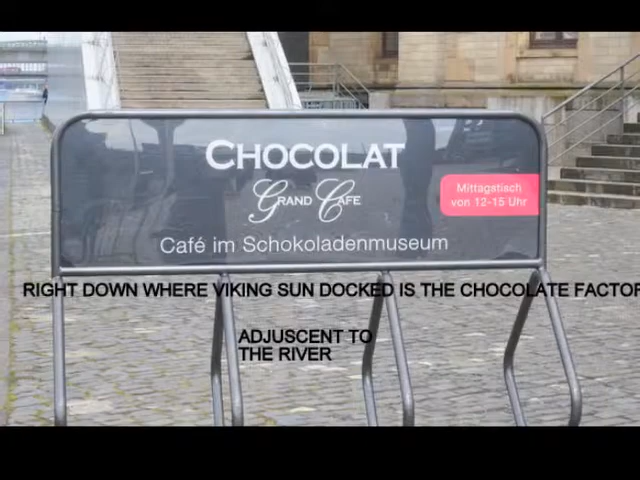 CHOCOLAT
GRAND CAFE
Café im Schokoladenmuseum
Mittagstisch
von 12-15 Uhr
RIGHT DOWN WHERE VIKING SUN DOCKED IS THE CHOCOLATE
ADJUSCENT TO
THE RIVER